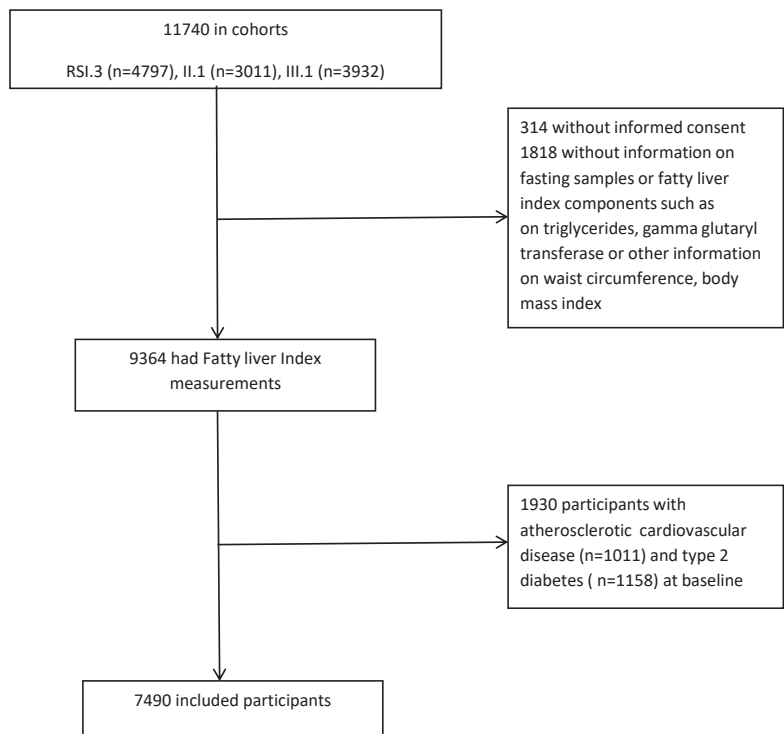 11740 in cohorts
RSI.3 (n=4797), II.1 (n=3011), III.1 (n=3932)
314 without informed consent
1818 without information on
fasting samples or fatty liver
index components such as
on triglycerides, gamma glutaryl
transferase or other information
on waist circumference, body
mass index
9364 had Fatty liver Index
measurements
1930 participants with
atherosclerotic cardiovascular
disease (n=1011) and type 2
diabetes ( n=1158) at baseline
7490 included participants